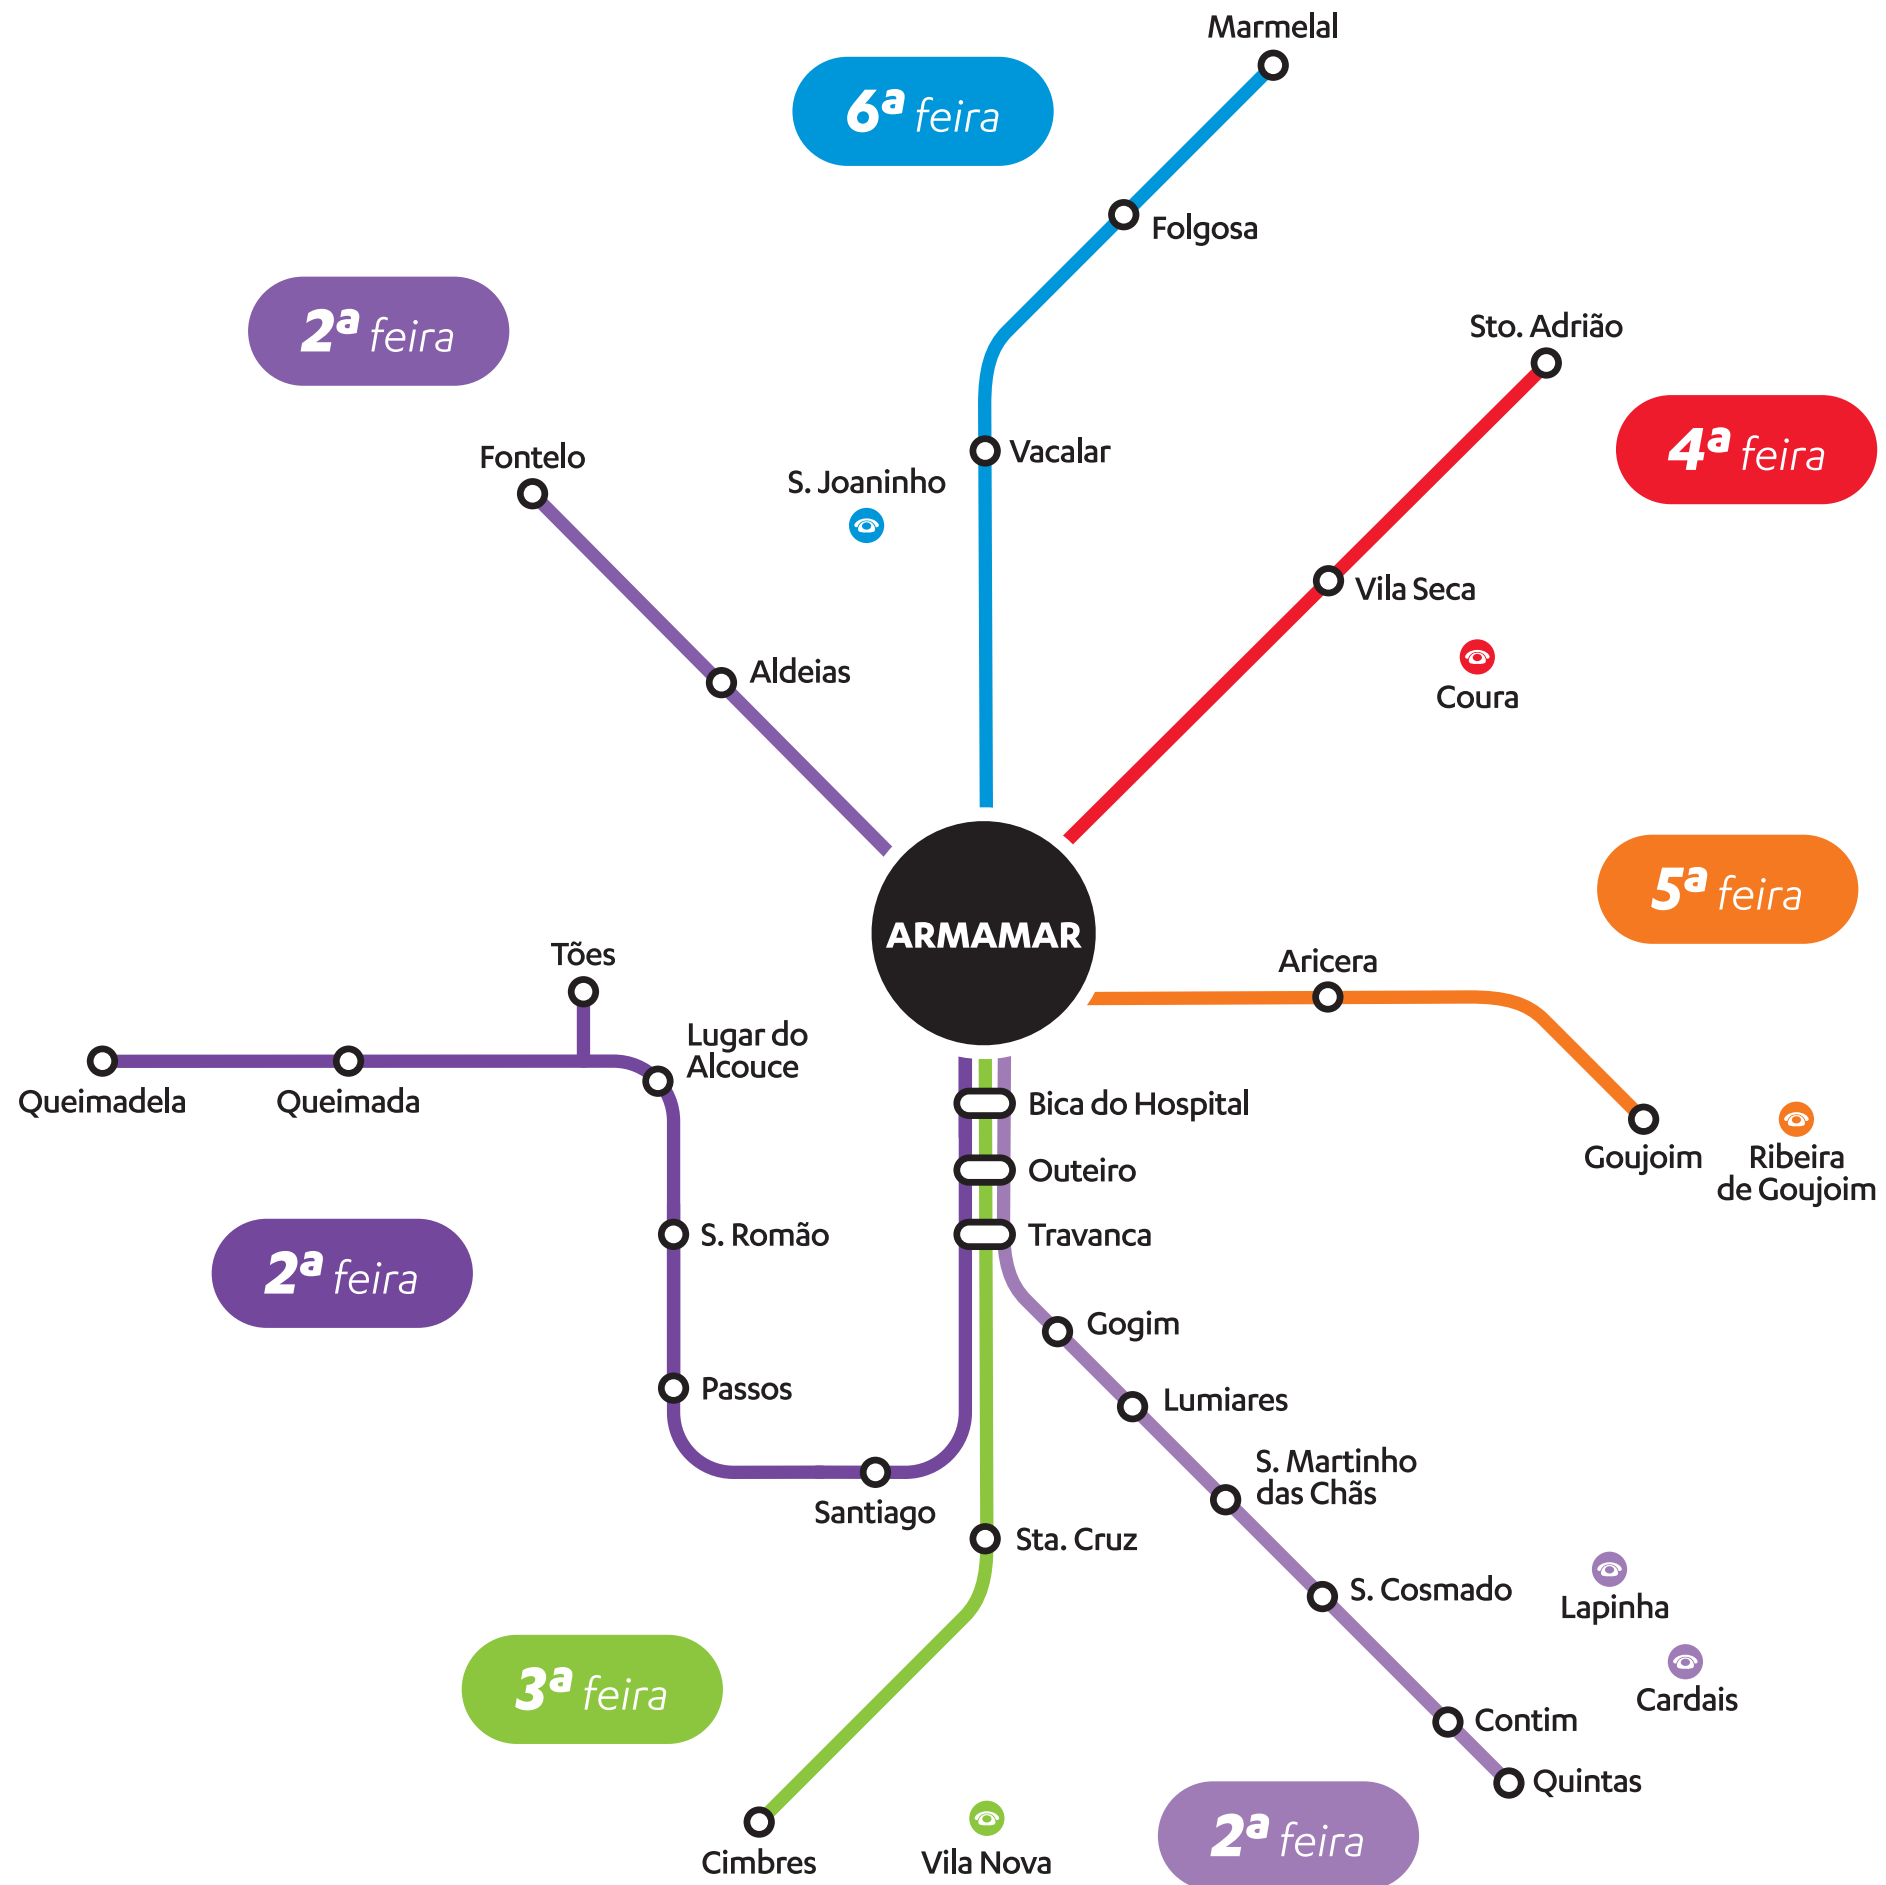 Marmelal
6ª feira
Folgosa
2ª feira
Sto. Adrião
4ª feira
Fontelo
Vacalar
S. Joaninho
Vila Seca
Aldeias
Coura
5ª feira
ARMAMAR
Tões
Aricera
Lugar do
Alcouce
Queimadela
Queimada
Bica do Hospital
Goujoim
Ribeira
de Goujoim
Outeiro
S. Romão
Travanca
2ª feira
Gogim
Passos
Lumiares
S. Martinho
das Chãs
Santiago
Sta. Cruz
S. Cosmado
Lapinha
3ª feira
Cardais
Contim
Quintas
2ª feira
Cimbres
Vila Nova